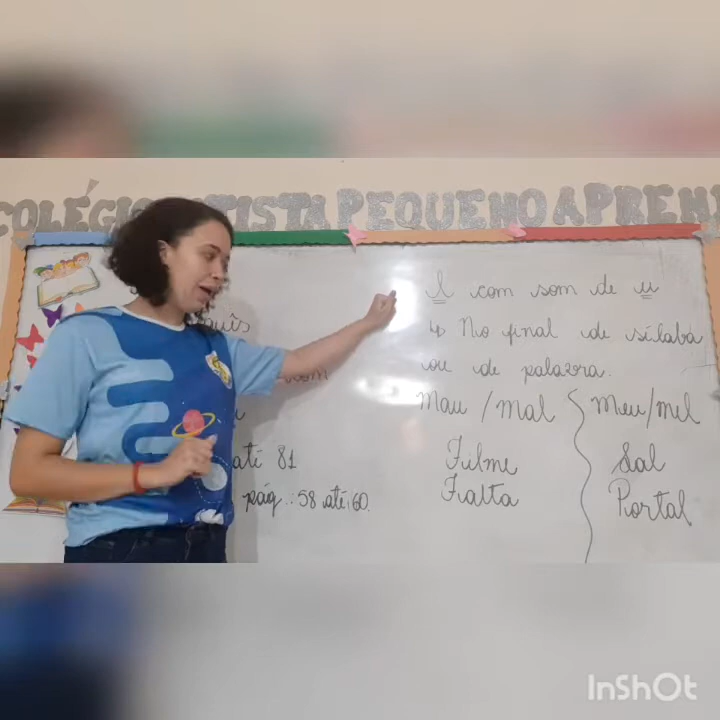 COLÉGIO PEQUENO APREN
l com som de u
↳ No final de sílaba
ou de palavra.
Mau / Mal Meu/mel
Filme Sal
Falta Portal
até 81
pág.: 58 até 60.
InShOt